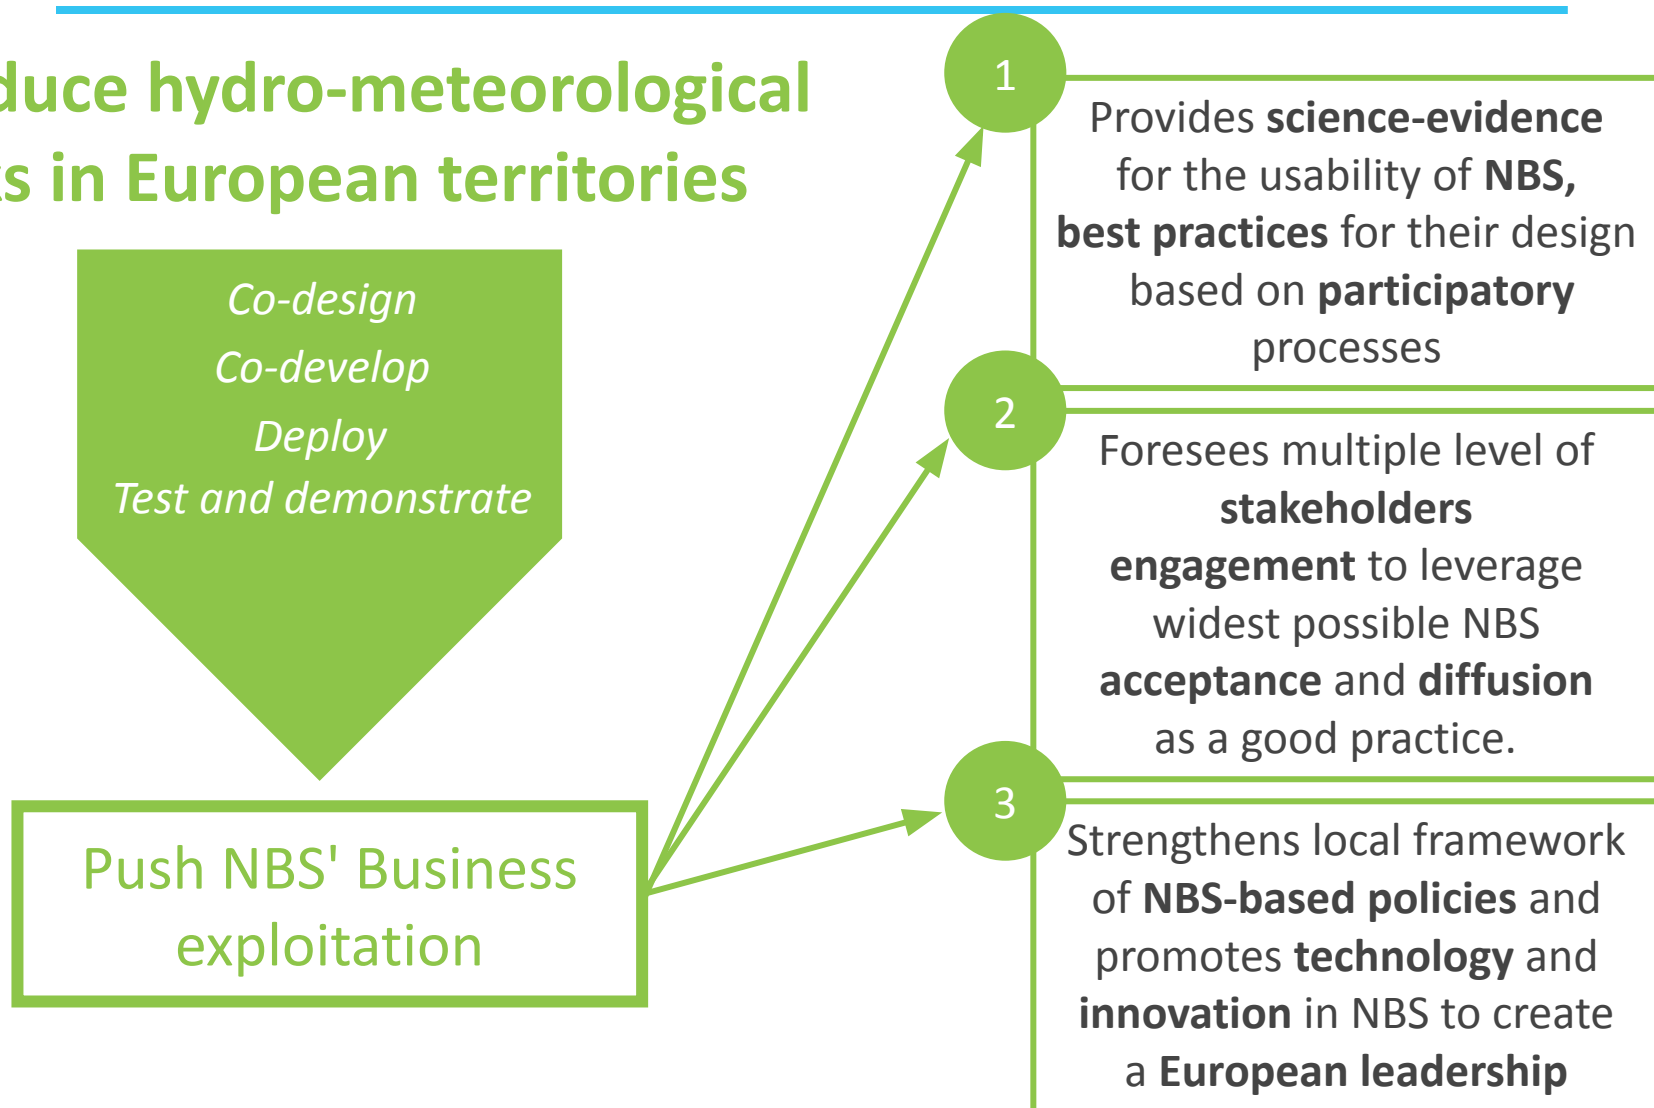 duce hydro-meteorological
s in European territories
Co-design
Co-develop
Deploy
Test and demonstrate
Push NBS' Business
exploitation
1
Provides science-evidence
for the usability of NBS,
best practices for their design
based on participatory
processes
2
Foresees multiple level of
stakeholders
engagement to leverage
widest possible NBS
acceptance and diffusion
as a good practice.
3
Strengthens local framework
of NBS-based policies and
promotes technology and
innovation in NBS to create
a European leadership